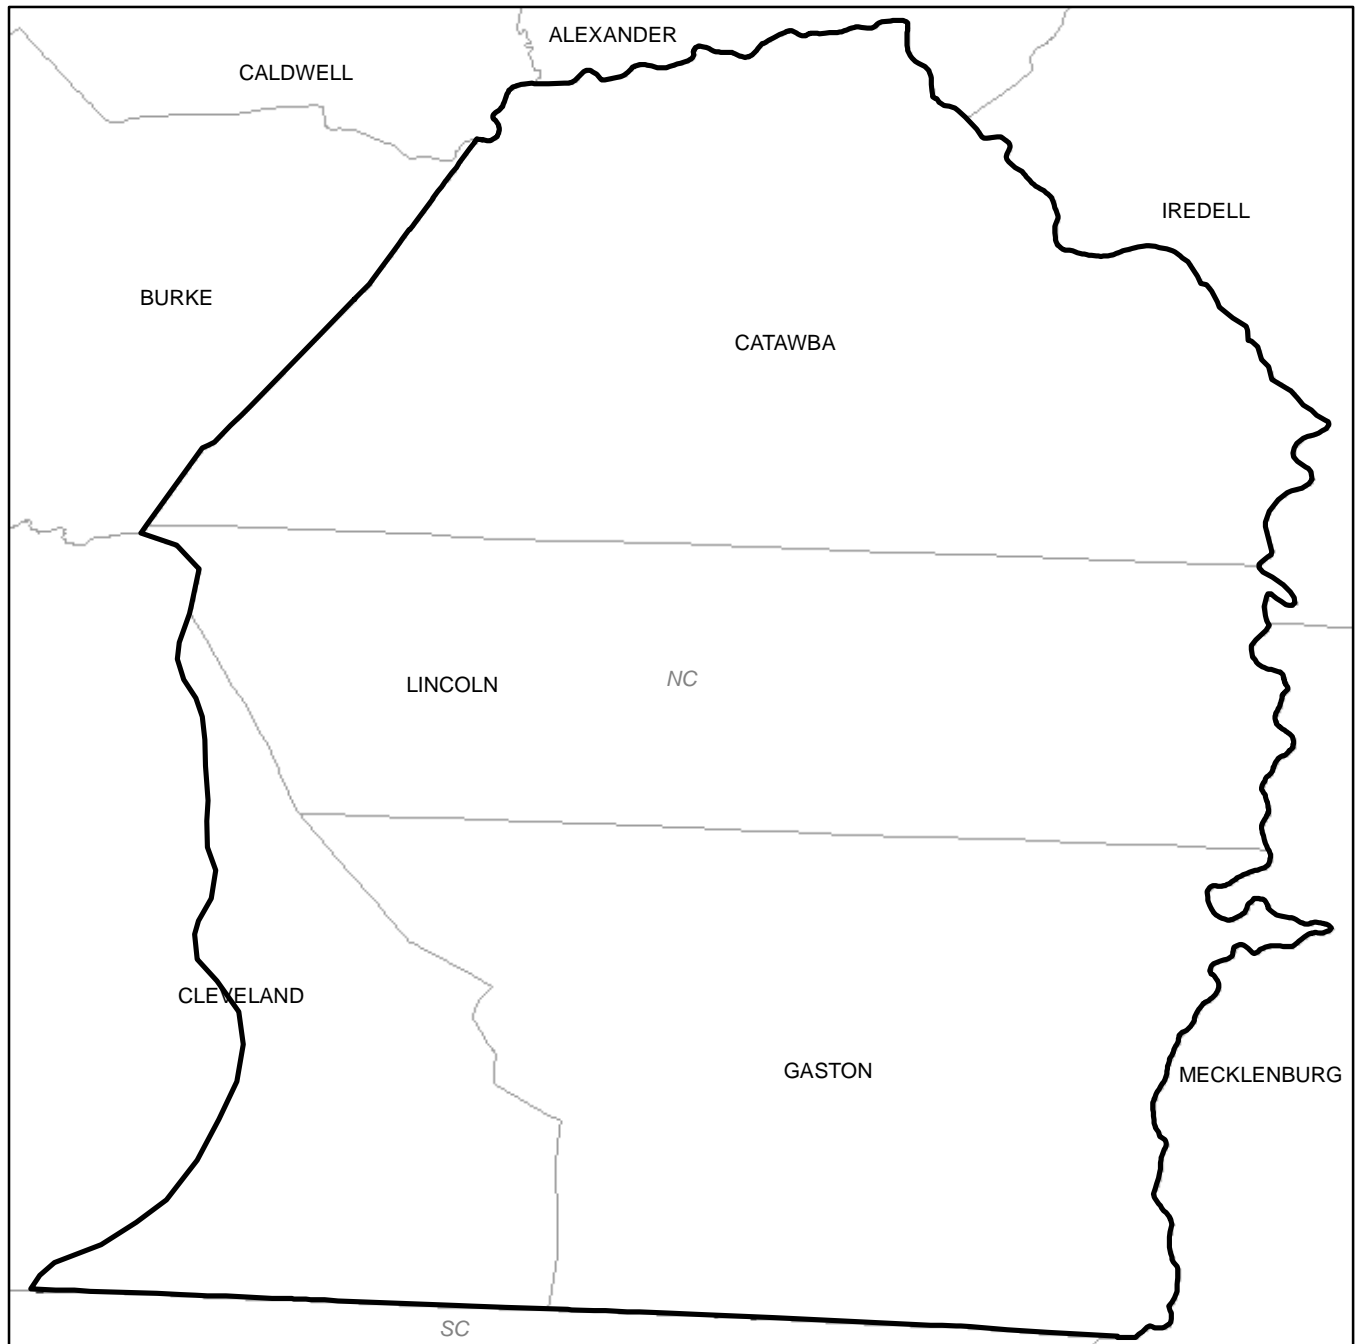 ALEXANDER
CALDWELL
IREDELL
BURKE
CATAWBA
NC
LINCOLN
CLEVELAND
GASTON
MECKLENBURG
SC